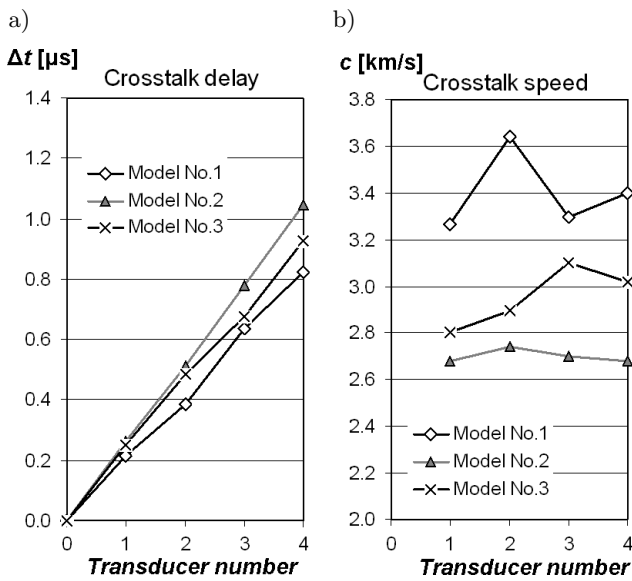 a)
Δt [μs]
Crosstalk delay
1.4
1.2
1.0
0.8
0.6
0.4
0.2
0.0
Model No.1
Model No.2
Model No.3
0 1 2 3 4
Transducer number
b)
c [km/s]
Crosstalk speed
3.8
3.6
3.4
3.2
3.0
2.8
2.6
2.4
2.2
2.0
Model No.1
Model No.2
Model No.3
0 1 2 3 4
Transducer number